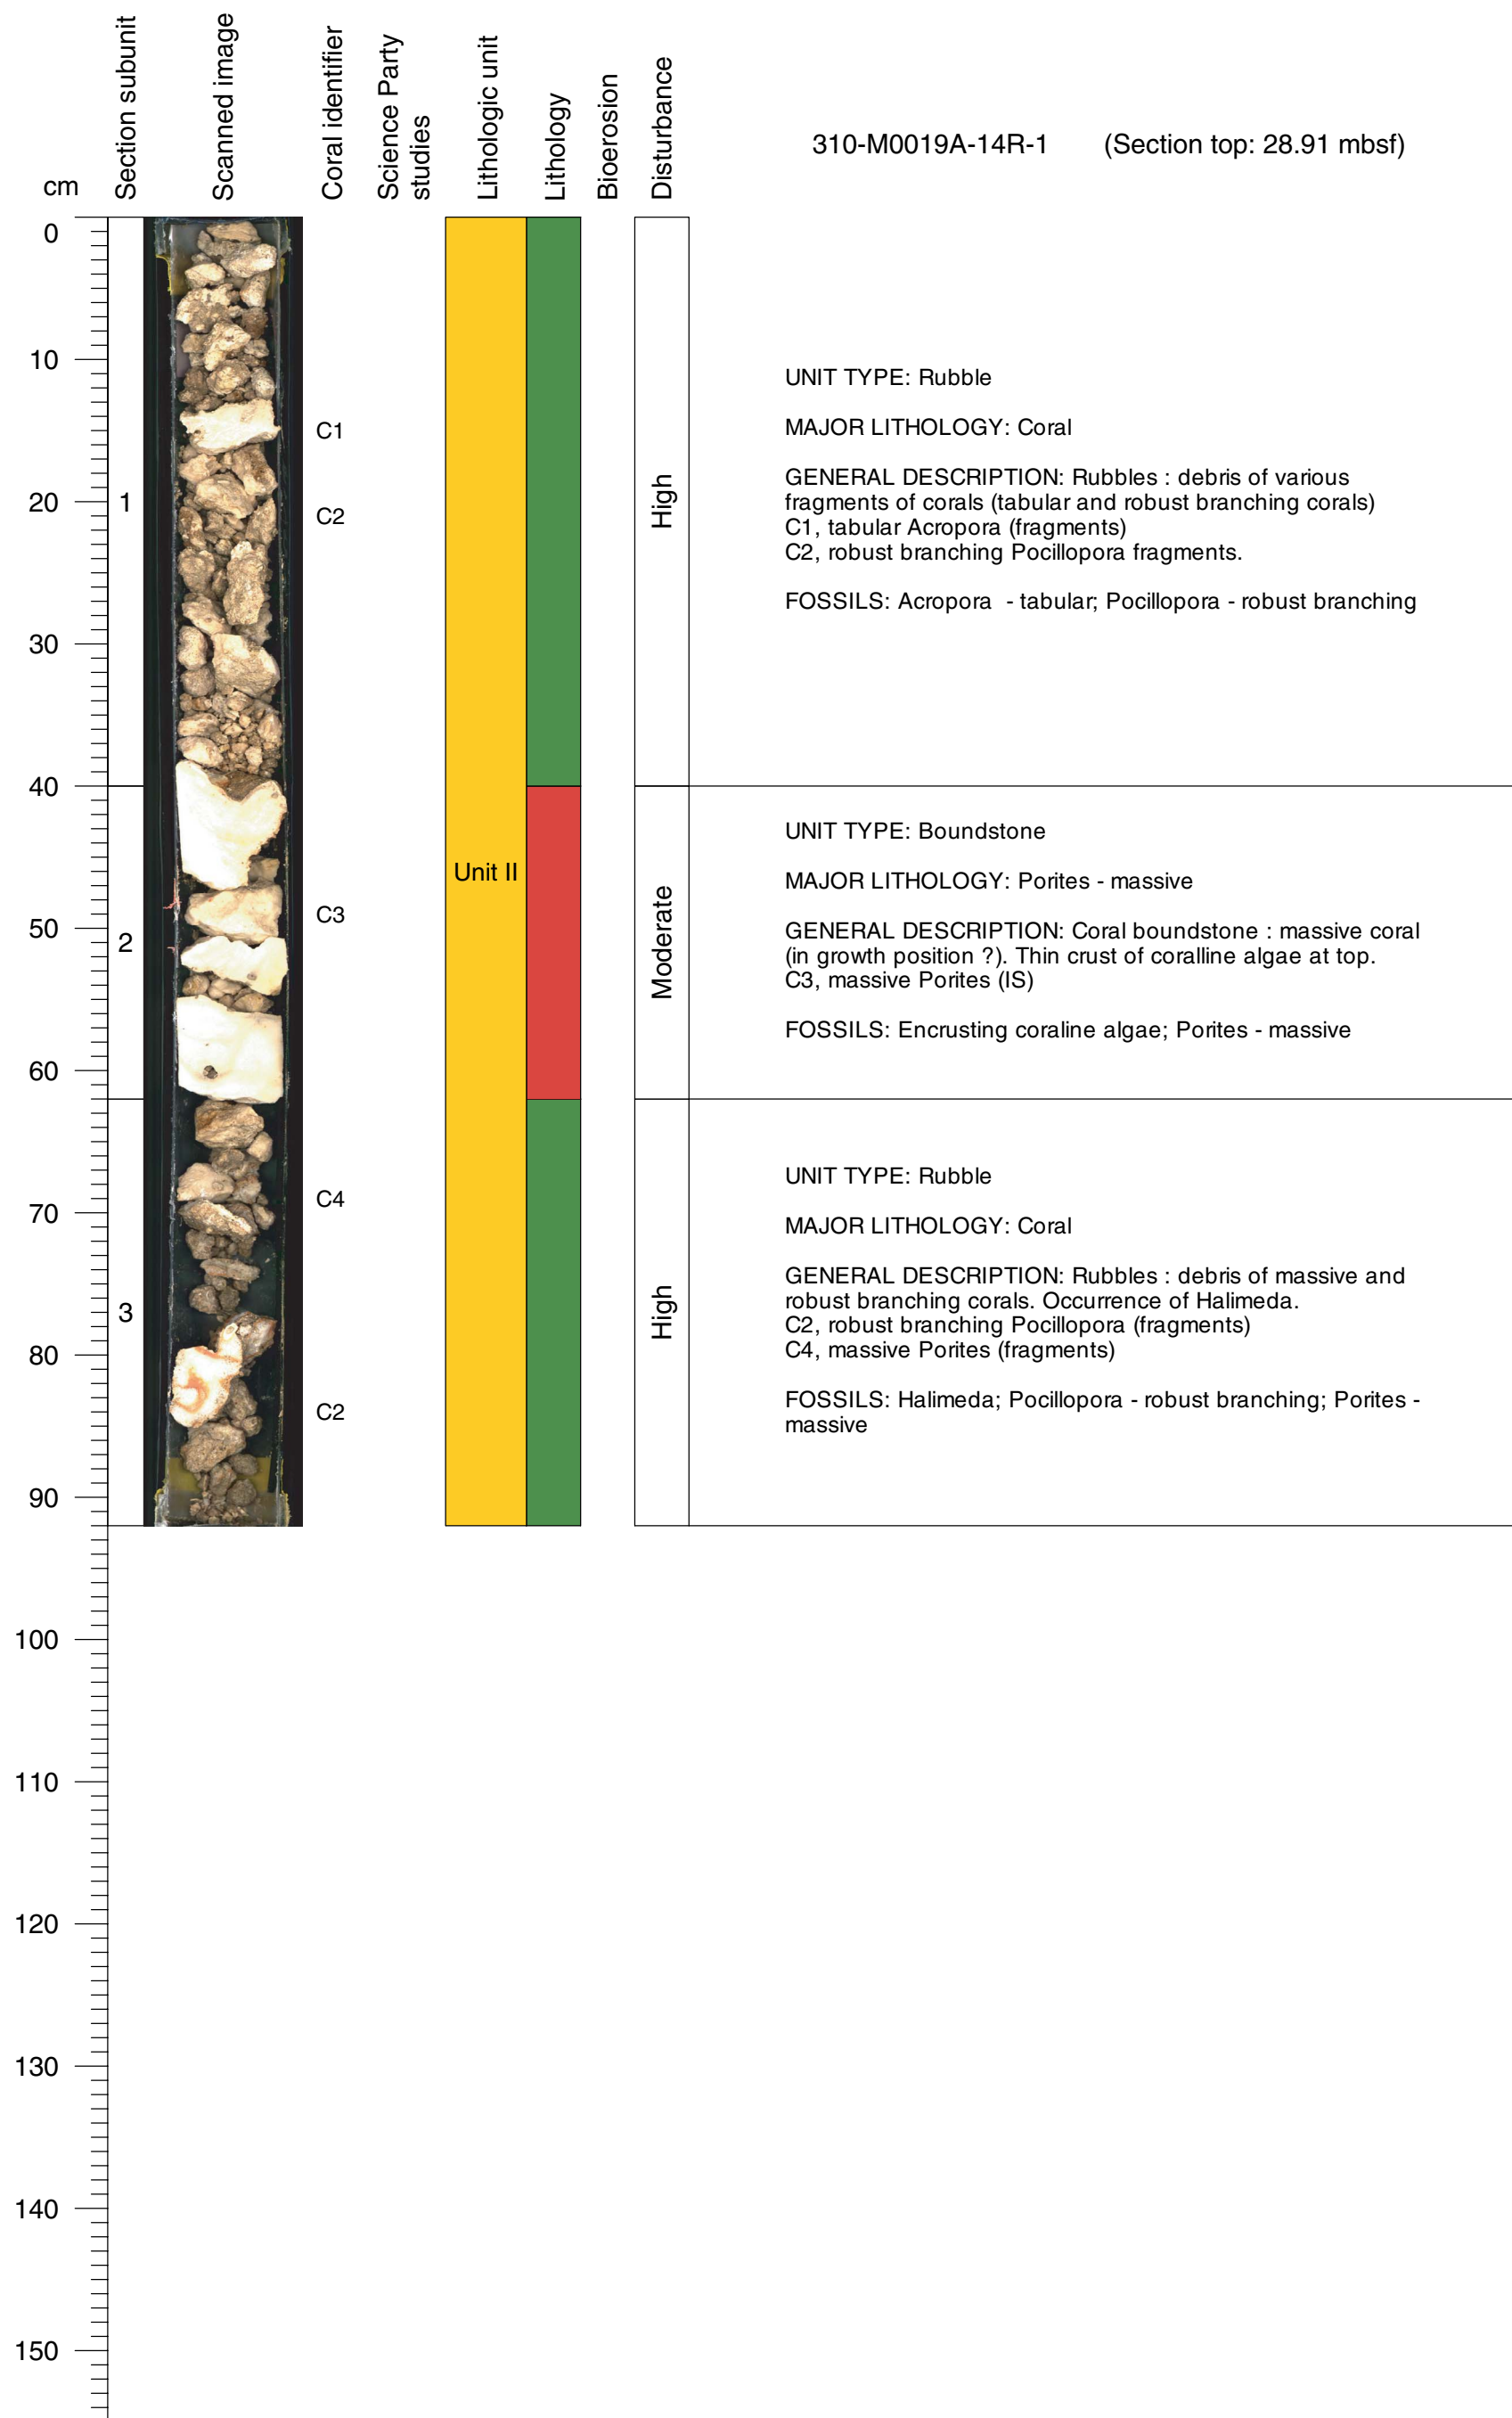 Section subunit
Scanned image
Coral identifier
Science Party
studies
Lithologic unit
Lithology
Bioerosion
Disturbance
310-M0019A-14R-1 (Section top: 28.91 mbsf)
cm
0
10
20
30
40
50
60
70
80
90
100
110
120
130
140
150
1
2
3
C1
C2
C3
C4
C2
Unit II
High
Moderate
High
UNIT TYPE: Rubble
MAJOR LITHOLOGY: Coral
GENERAL DESCRIPTION: Rubbles : debris of various
fragments of corals (tabular and robust branching corals)
C1, tabular Acropora (fragments)
C2, robust branching Pocillopora fragments.
FOSSILS: Acropora - tabular; Pocillopora - robust branching
UNIT TYPE: Boundstone
MAJOR LITHOLOGY: Porites - massive
GENERAL DESCRIPTION: Coral boundstone : massive coral
(in growth position ?). Thin crust of coralline algae at top.
C3, massive Porites (IS)
FOSSILS: Encrusting coraline algae; Porites - massive
UNIT TYPE: Rubble
MAJOR LITHOLOGY: Coral
GENERAL DESCRIPTION: Rubbles : debris of massive and
robust branching corals. Occurrence of Halimeda.
C2, robust branching Pocillopora (fragments)
C4, massive Porites (fragments)
FOSSILS: Halimeda; Pocillopora - robust branching; Porites -
massive